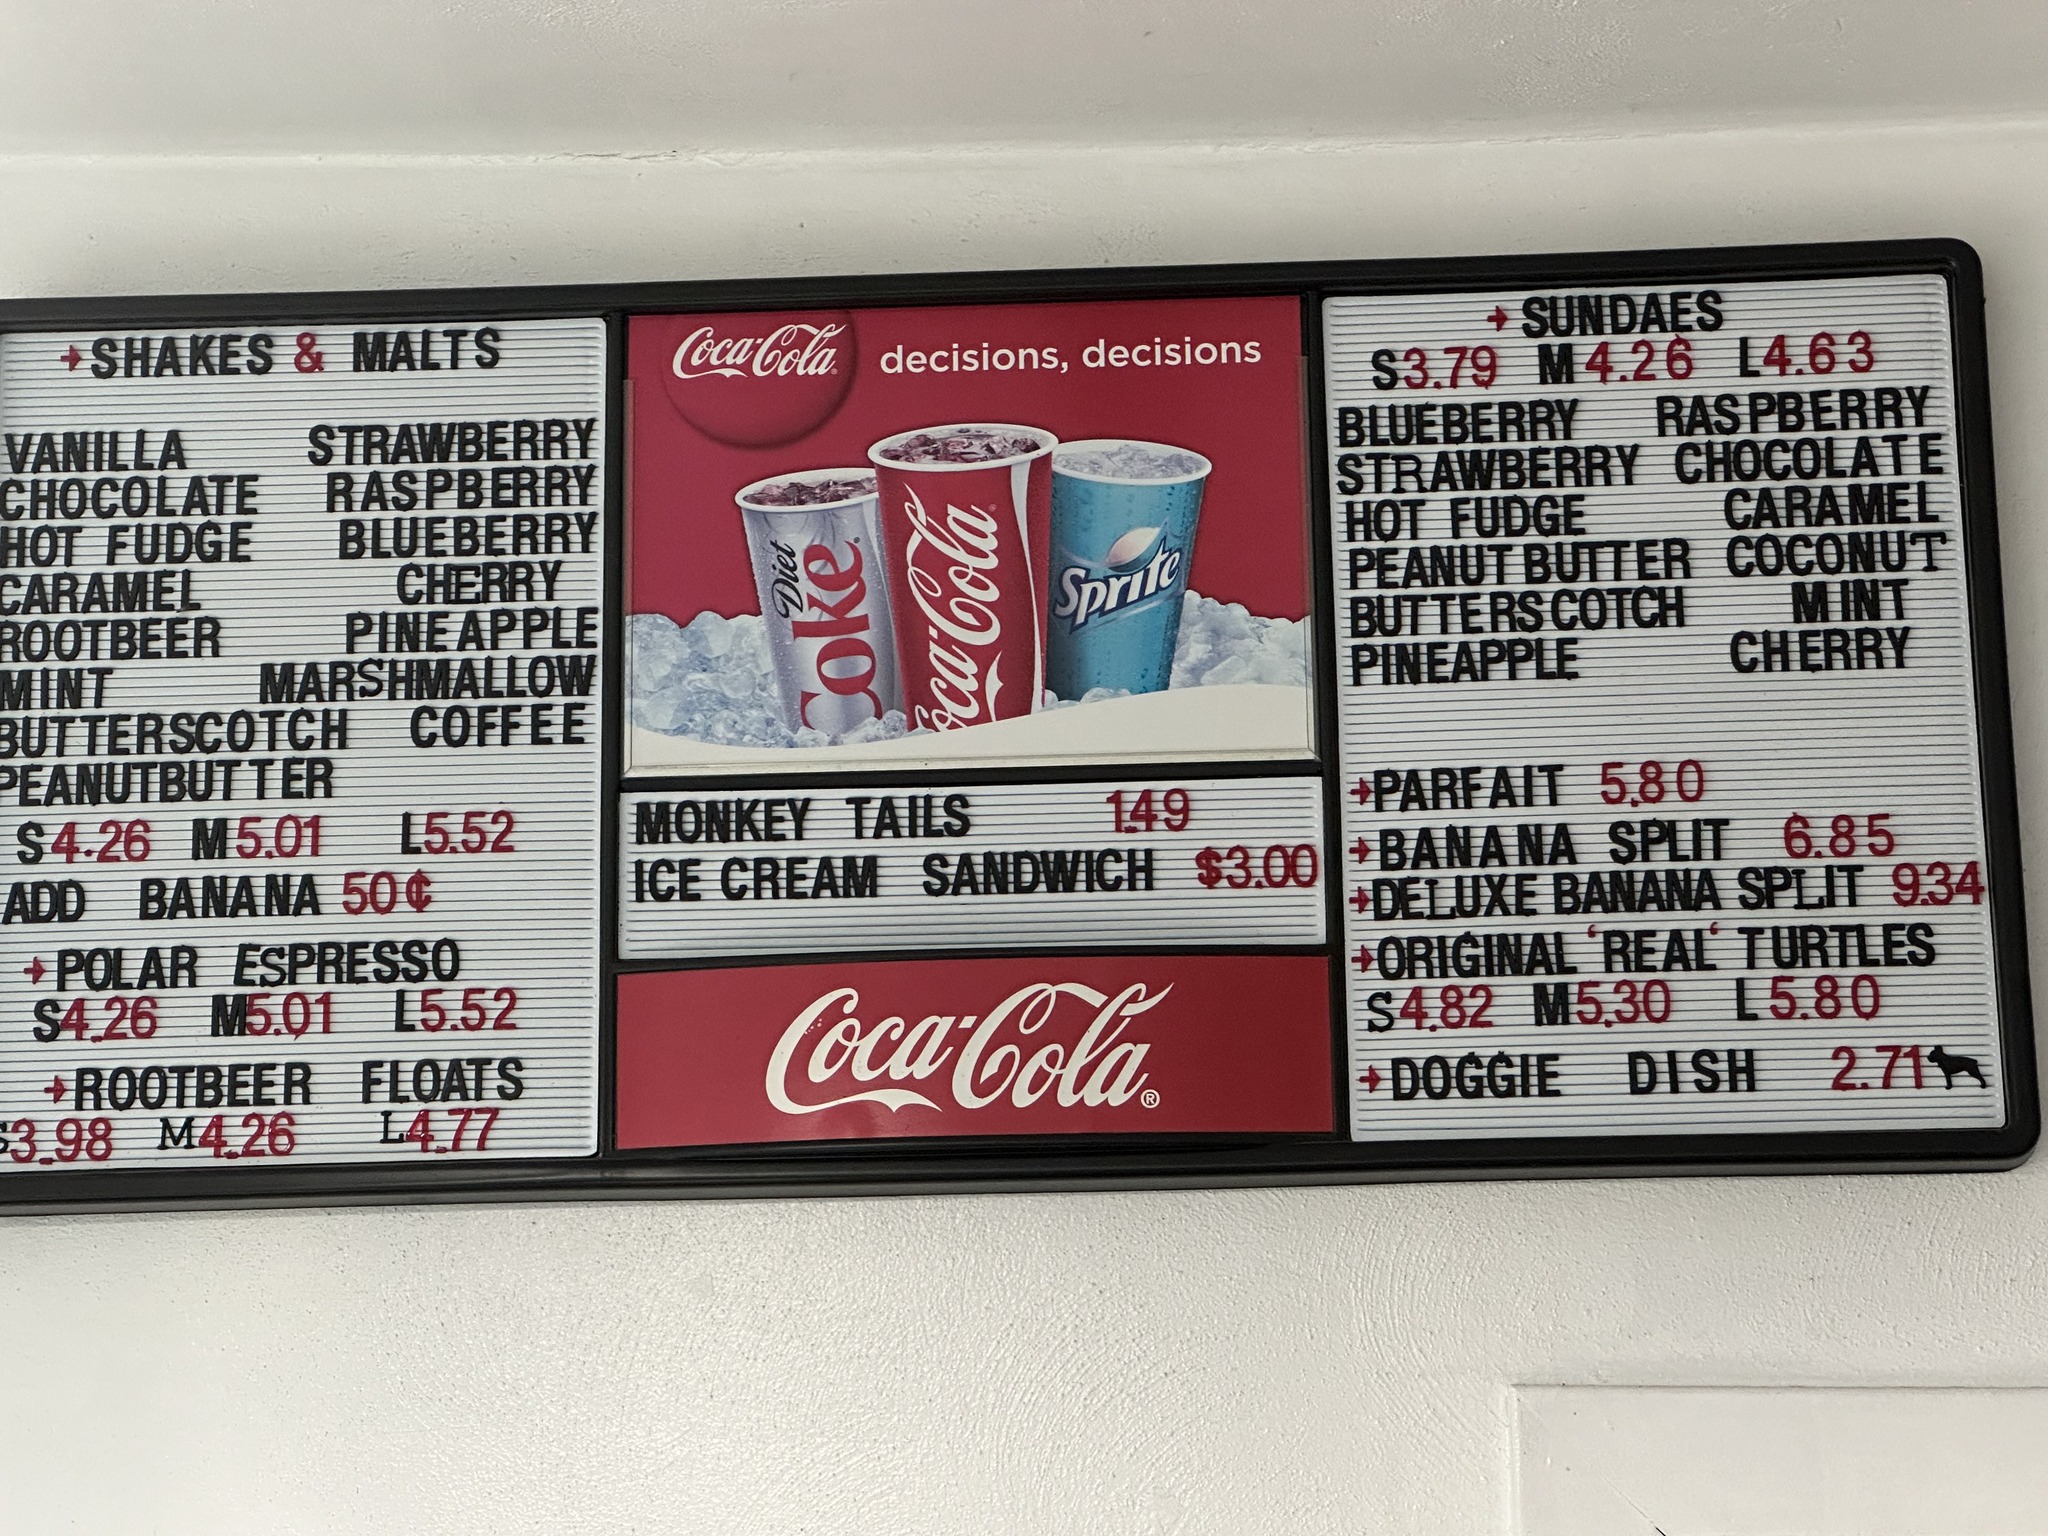 SHAKES & MALTS
VANILLA STRAWBERRY
CHOCOLATE RASPBERRY
HOT FUDGE BLUEBERRY
CARAMEL CHERRY
ROOTBEER PINEAPPLE
MINT MARSHMALLOW
BUTTERSCOTCH COFFEE
PEANUTBUTTER
S4.26 M5.01 L5.52
ADD BANANA 50¢
POLAR ESPRESSO
S4.26 M5.01 L5.52
ROOTBEER FLOATS
S3.98 M4.26 L4.77
Coca-Cola decisions, decisions
Diet Coke
Coca-Cola
Sprite
MONKEY TAILS 1.49
ICE CREAM SANDWICH $3.00
Coca-Cola®
SUNDAES
S3.79 M4.26 L4.63
BLUEBERRY RASPBERRY
STRAWBERRY CHOCOLATE
HOT FUDGE CARAMEL
PEANUT BUTTER COCONUT
BUTTERSCOTCH MINT
PINEAPPLE CHERRY
PARFAIT 5.80
BANANA SPLIT 6.85
DELUXE BANANA SPLIT 9.34
ORIGINAL 'REAL' TURTLES
S4.82 M5.30 L5.80
DOGGIE DISH 2.71